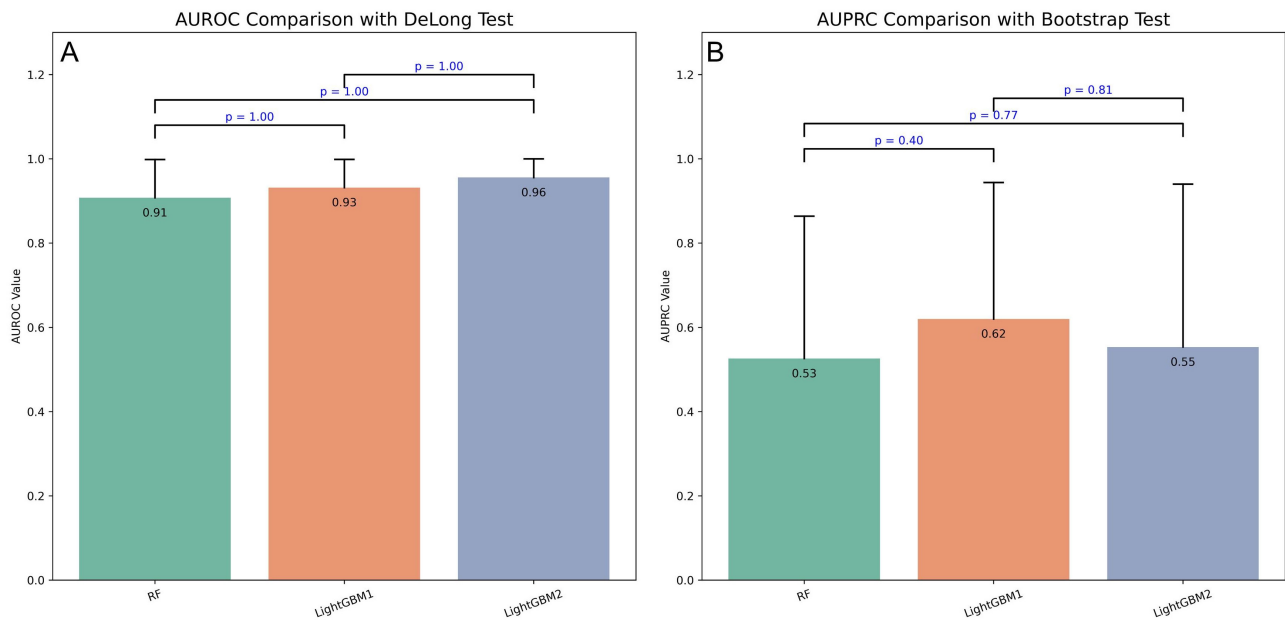 AUROC Comparison with DeLong Test
A
1.2
1.0
0.8
0.6
0.4
0.2
0.0
AUROC Value
p = 1.00
p = 1.00
p = 1.00
0.91
0.93
0.96
RF
LightGBM1
LightGBM2
AUPRC Comparison with Bootstrap Test
B
1.2
1.0
0.8
0.6
0.4
0.2
0.0
AUPRC Value
p = 0.81
p = 0.77
p = 0.40
0.53
0.62
0.55
RF
LightGBM1
LightGBM2